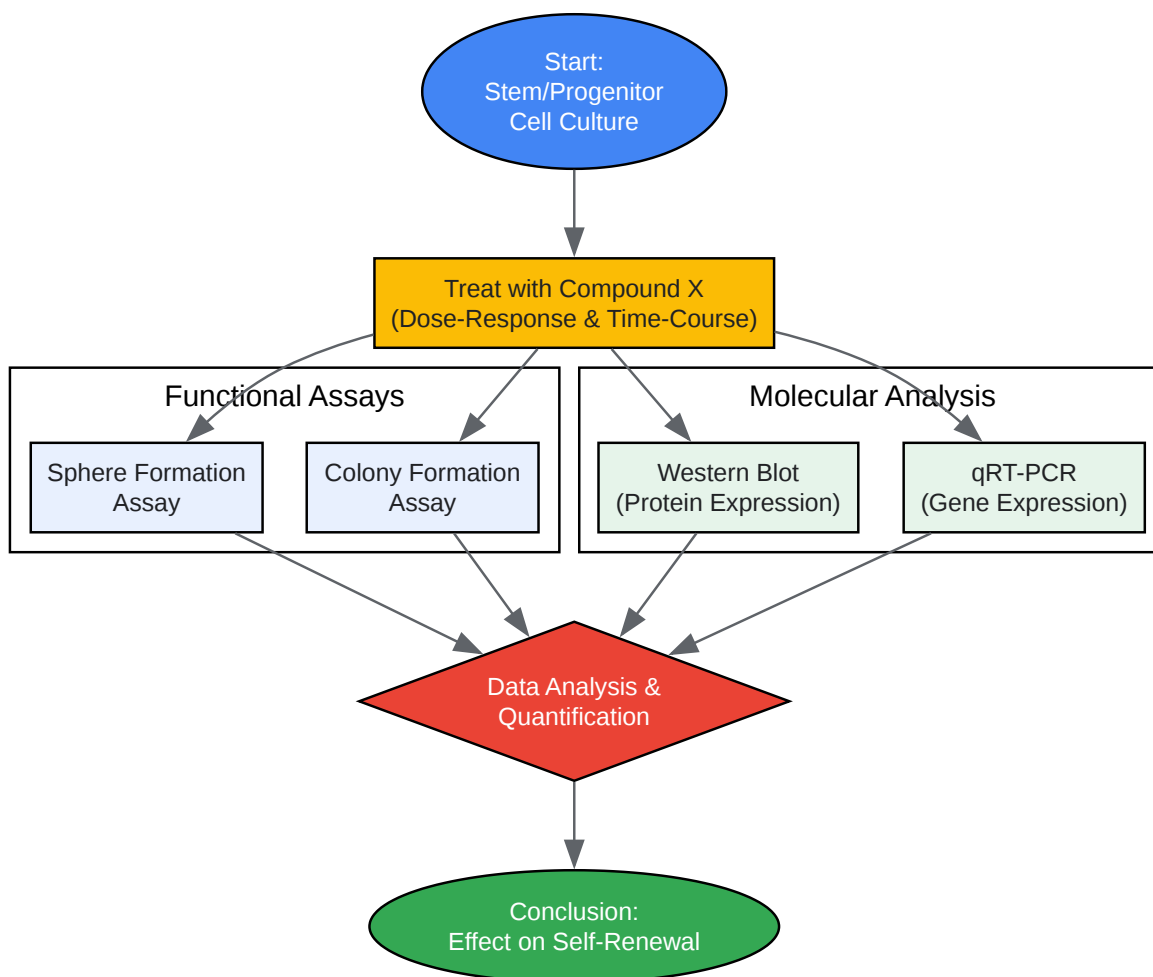 Start:
Stem/Progenitor
Cell Culture
Treat with Compound X
(Dose-Response & Time-Course)
Functional Assays
Molecular Analysis
Sphere Formation
Assay
Colony Formation
Assay
Western Blot
(Protein Expression)
qRT-PCR
(Gene Expression)
Data Analysis &
Quantification
Conclusion:
Effect on Self-Renewal